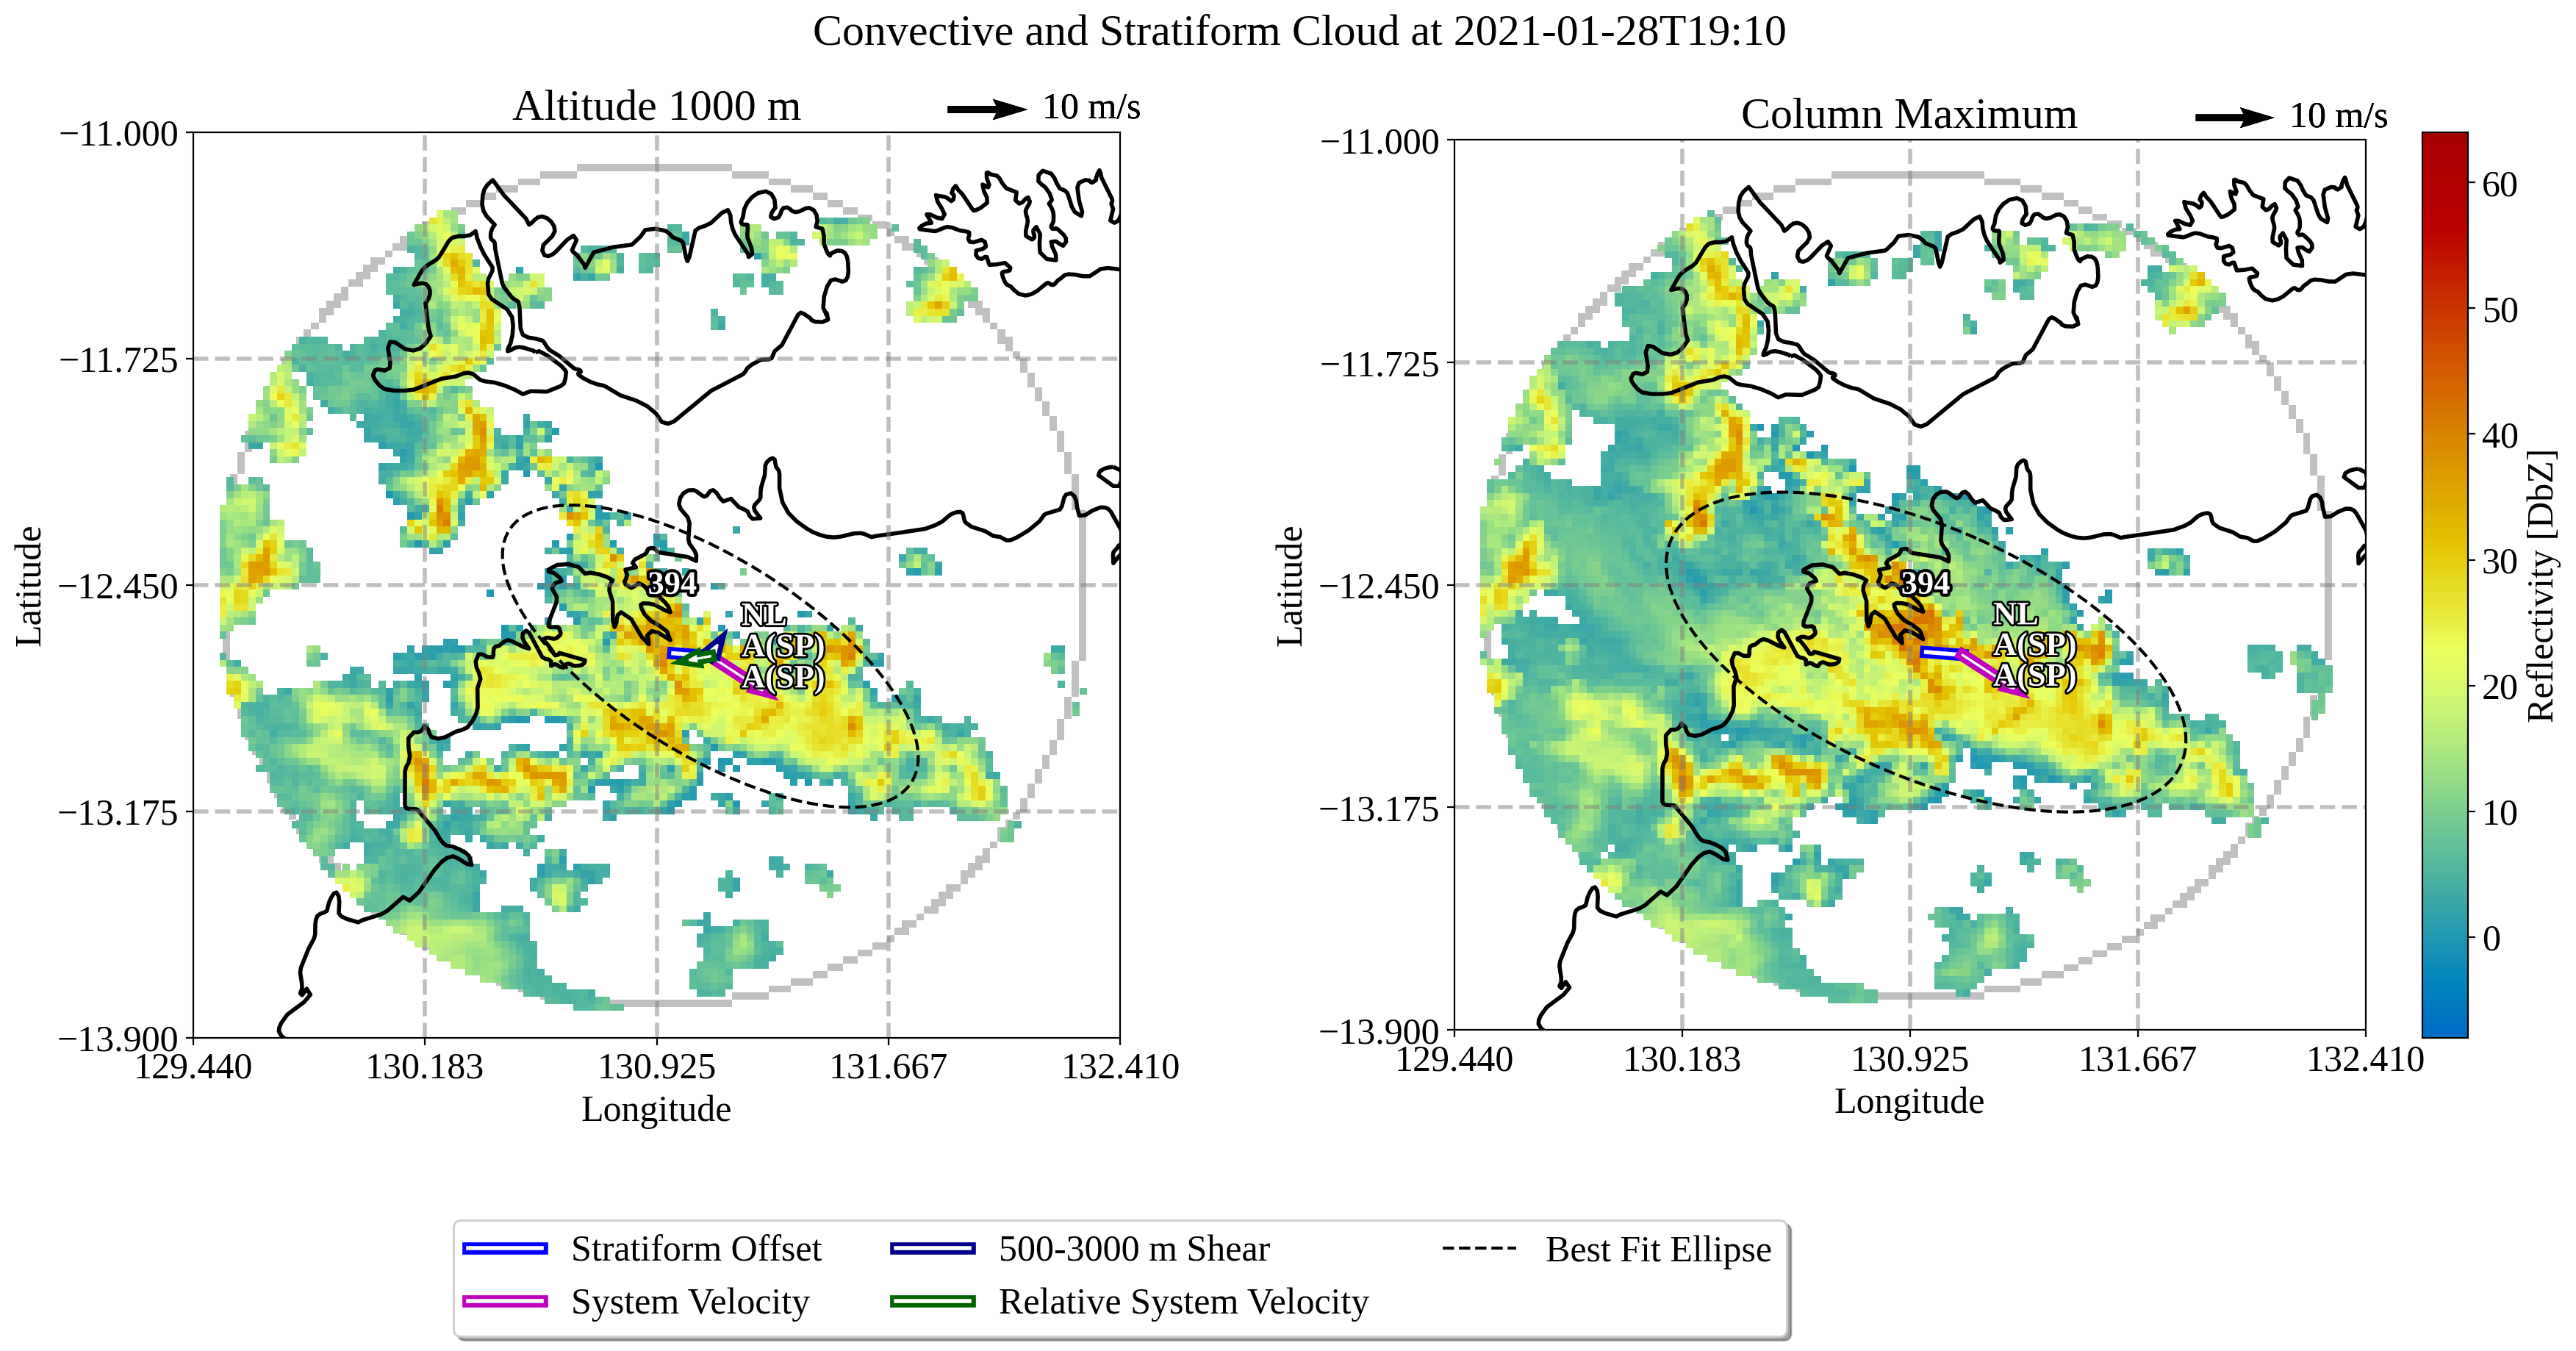 Convective and Stratiform Cloud at 2021-01-28T19:10
Altitude 1000 m
10 m/s
Column Maximum
10 m/s
−11.000
−11.725
−12.450
−13.175
−13.900
Latitude
129.440
130.183
130.925
131.667
132.410
Longitude
394
NL
A(SP)
A(SP)
−11.000
−11.725
−12.450
−13.175
−13.900
Latitude
129.440
130.183
130.925
131.667
132.410
Longitude
394
NL
A(SP)
A(SP)
60
50
40
30
20
10
0
Reflectivity [DbZ]
Stratiform Offset
System Velocity
500-3000 m Shear
Relative System Velocity
Best Fit Ellipse